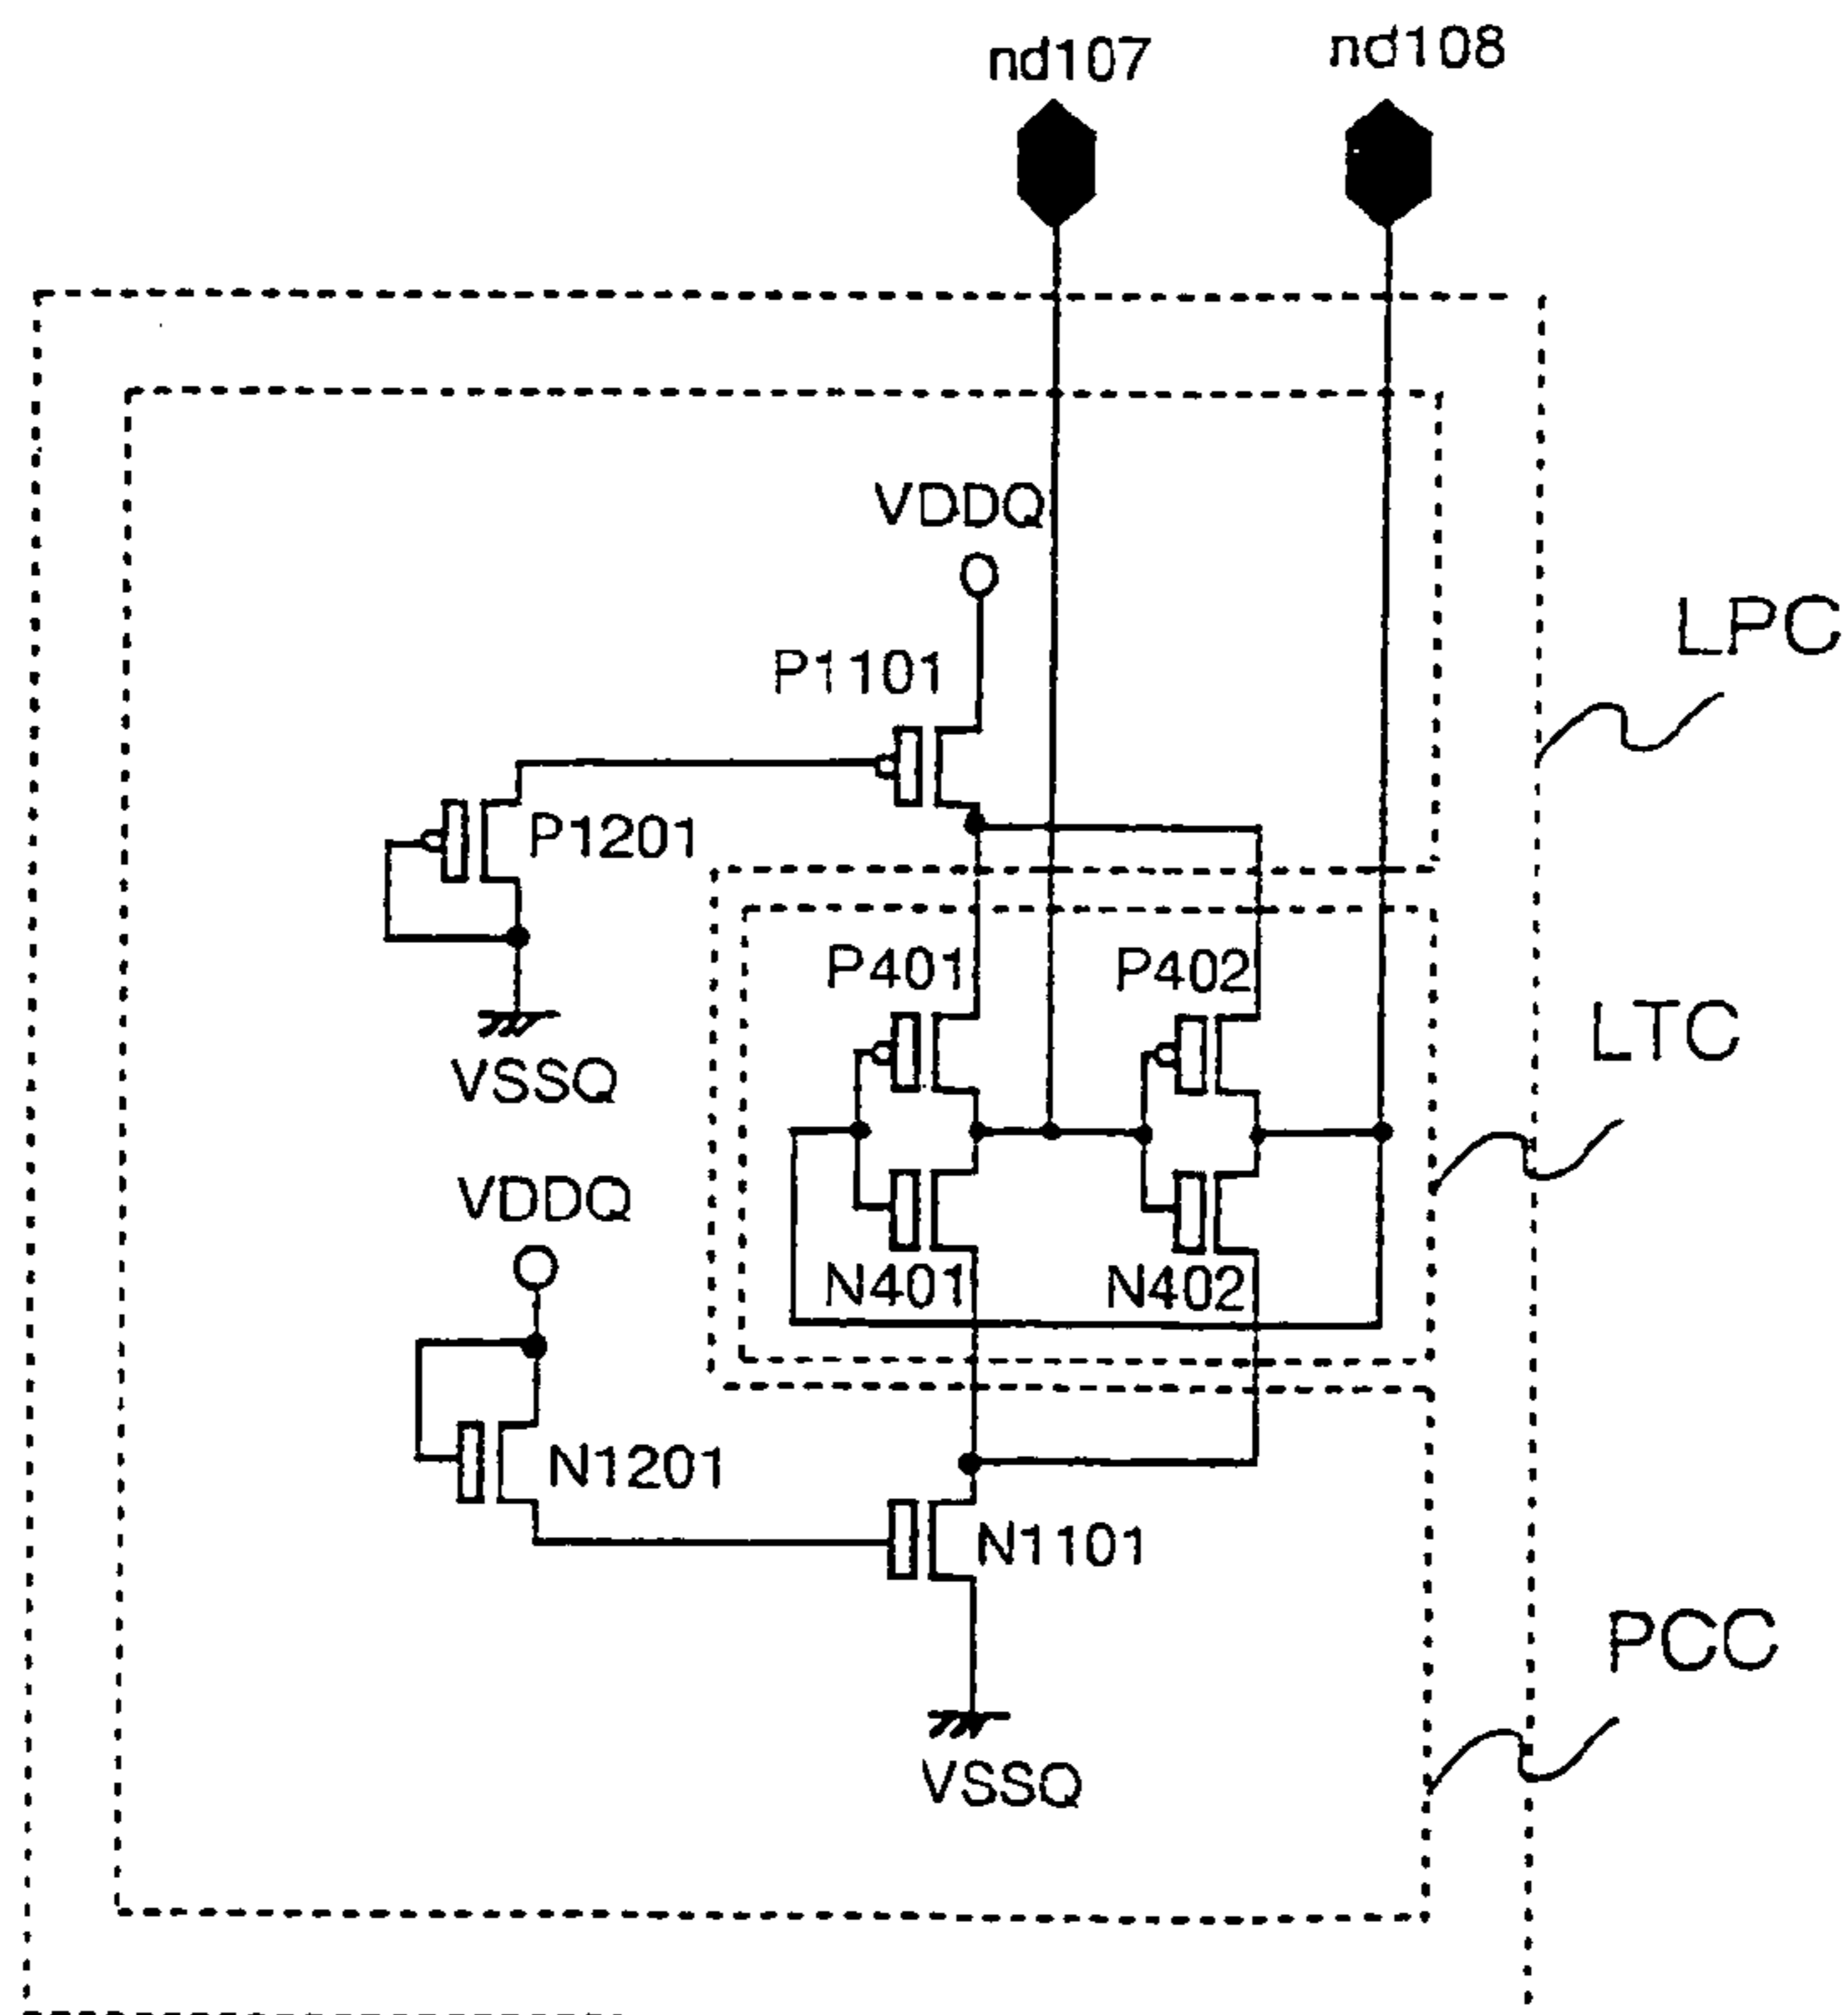 nd107
nd108
VDDQ
LPC
P1101
P1201
P401
P402
LTC
VSSQ
VDDQ
N401
N402
N1201
N1101
PCC
VSSQ